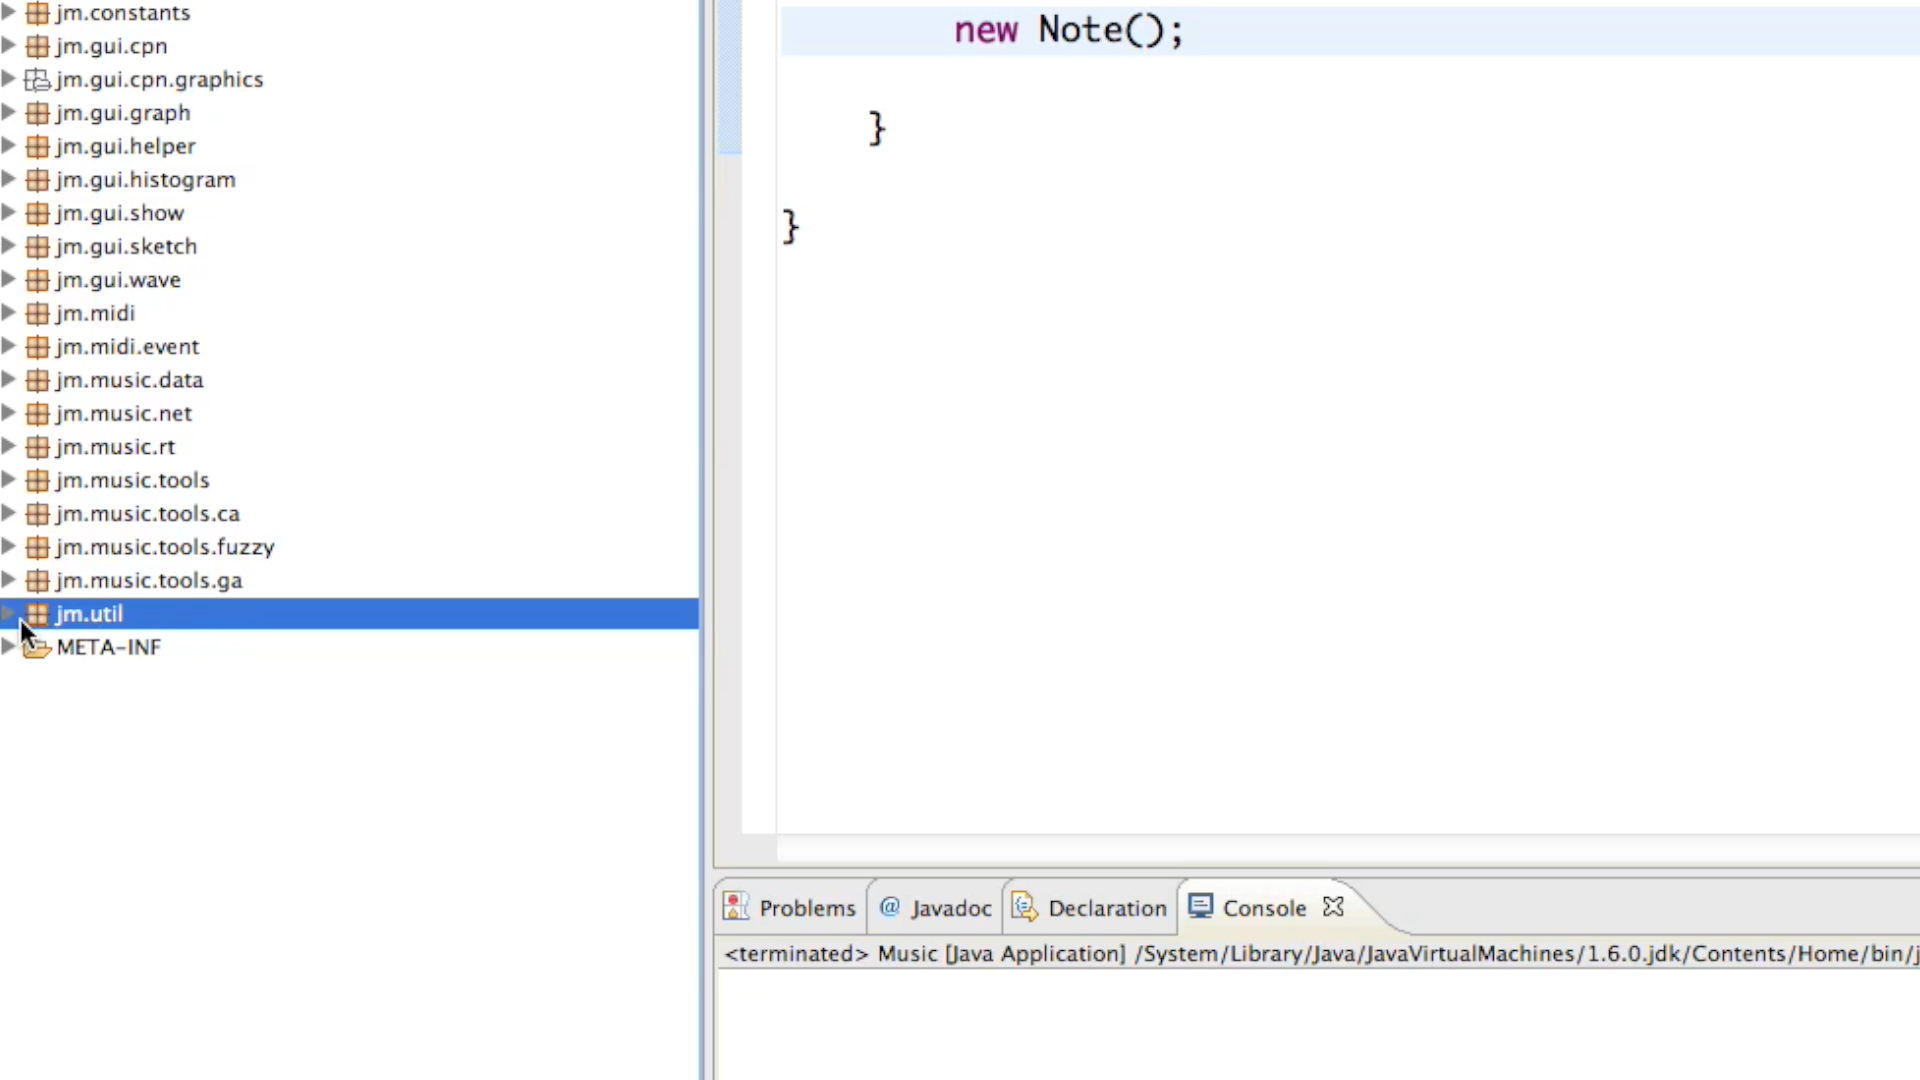 jm.constants
jm.gui.cpn
jm.gui.cpn.graphics
jm.gui.graph
jm.gui.helper
jm.gui.histogram
jm.gui.show
jm.gui.sketch
jm.gui.wave
jm.midi
jm.midi.event
jm.music.data
jm.music.net
jm.music.rt
jm.music.tools
jm.music.tools.ca
jm.music.tools.fuzzy
jm.music.tools.ga
jm.util
META-INF
new Note();
}
}
Problems @ Javadoc Declaration Console
<terminated> Music [Java Application] /System/Library/Java/JavaVirtualMachines/1.6.0.jdk/Contents/Home/bin/j